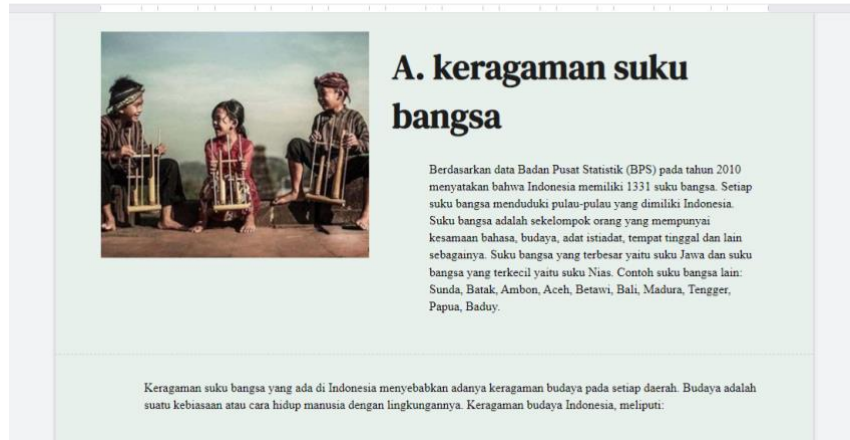 A. keragaman suku
bangsa
Berdasarkan data Badan Pusat Statistik (BPS) pada tahun 2010
menyatakan bahwa Indonesia memiliki 1331 suku bangsa. Setiap
suku bangsa menduduki pulau-pulau yang dimiliki Indonesia.
Suku bangsa adalah sekelompok orang yang mempunyai
kesamaan bahasa, budaya, adat istiadat, tempat tinggal dan lain
sebagainya. Suku bangsa yang terbesar yaitu suku Jawa dan suku
bangsa yang terkecil yaitu suku Nias. Contoh suku bangsa lain:
Sunda, Batak, Ambon, Aceh, Betawi, Bali, Madura, Tengger,
Papua, Baduy.
Keragaman suku bangsa yang ada di Indonesia menyebabkan adanya keragaman budaya pada setiap daerah. Budaya adalah
suatu kebiasaan atau cara hidup manusia dengan lingkungannya. Keragaman budaya Indonesia, meliputi: